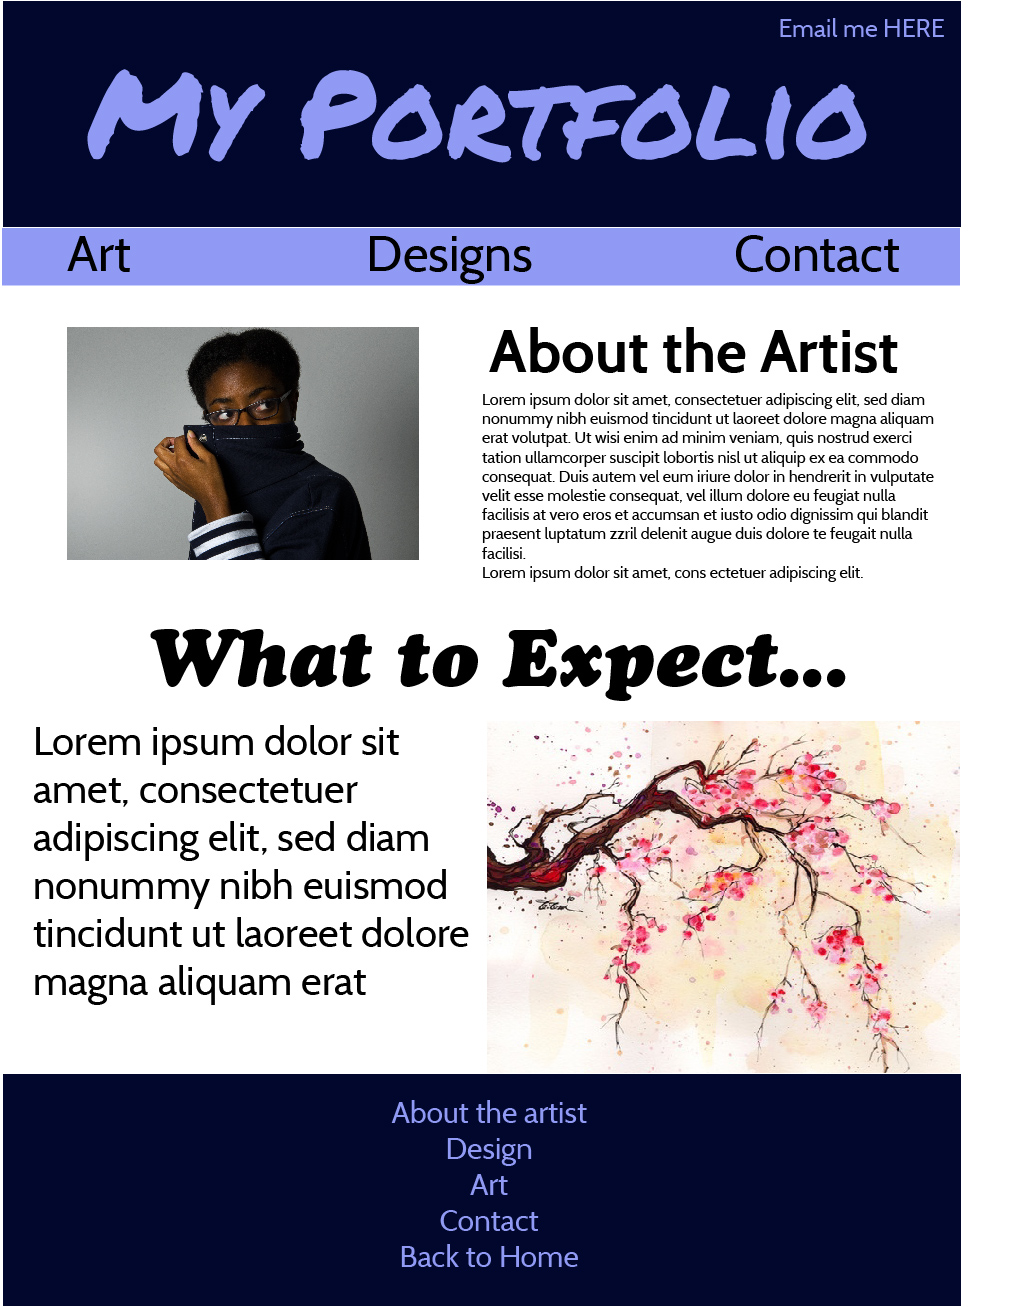 Email me HERE
My Portfolio
Art Designs Contact
About the Artist
Lorem ipsum dolor sit amet, consectetuer adipiscing elit, sed diam
nonummy nibh euismod tincidunt ut laoreet dolore magna aliquam
erat volutpat. Ut wisi enim ad minim veniam, quis nostrud exerci
tation ullamcorper suscipit lobortis nisl ut aliquip ex ea commodo
consequat. Duis autem vel eum iriure dolor in hendrerit in vulputate
velit esse molestie consequat, vel illum dolore eu feugiat nulla
facilisis at vero eros et accumsan et iusto odio dignissim qui blandit
praesent luptatum zzril delenit augue duis dolore te feugait nulla
facilisi.
Lorem ipsum dolor sit amet, cons ectetuer adipiscing elit.
What to Expect...
Lorem ipsum dolor sit
amet, consectetuer
adipiscing elit, sed diam
nonummy nibh euismod
tincidunt ut laoreet dolore
magna aliquam erat
About the artist
Design
Art
Contact
Back to Home